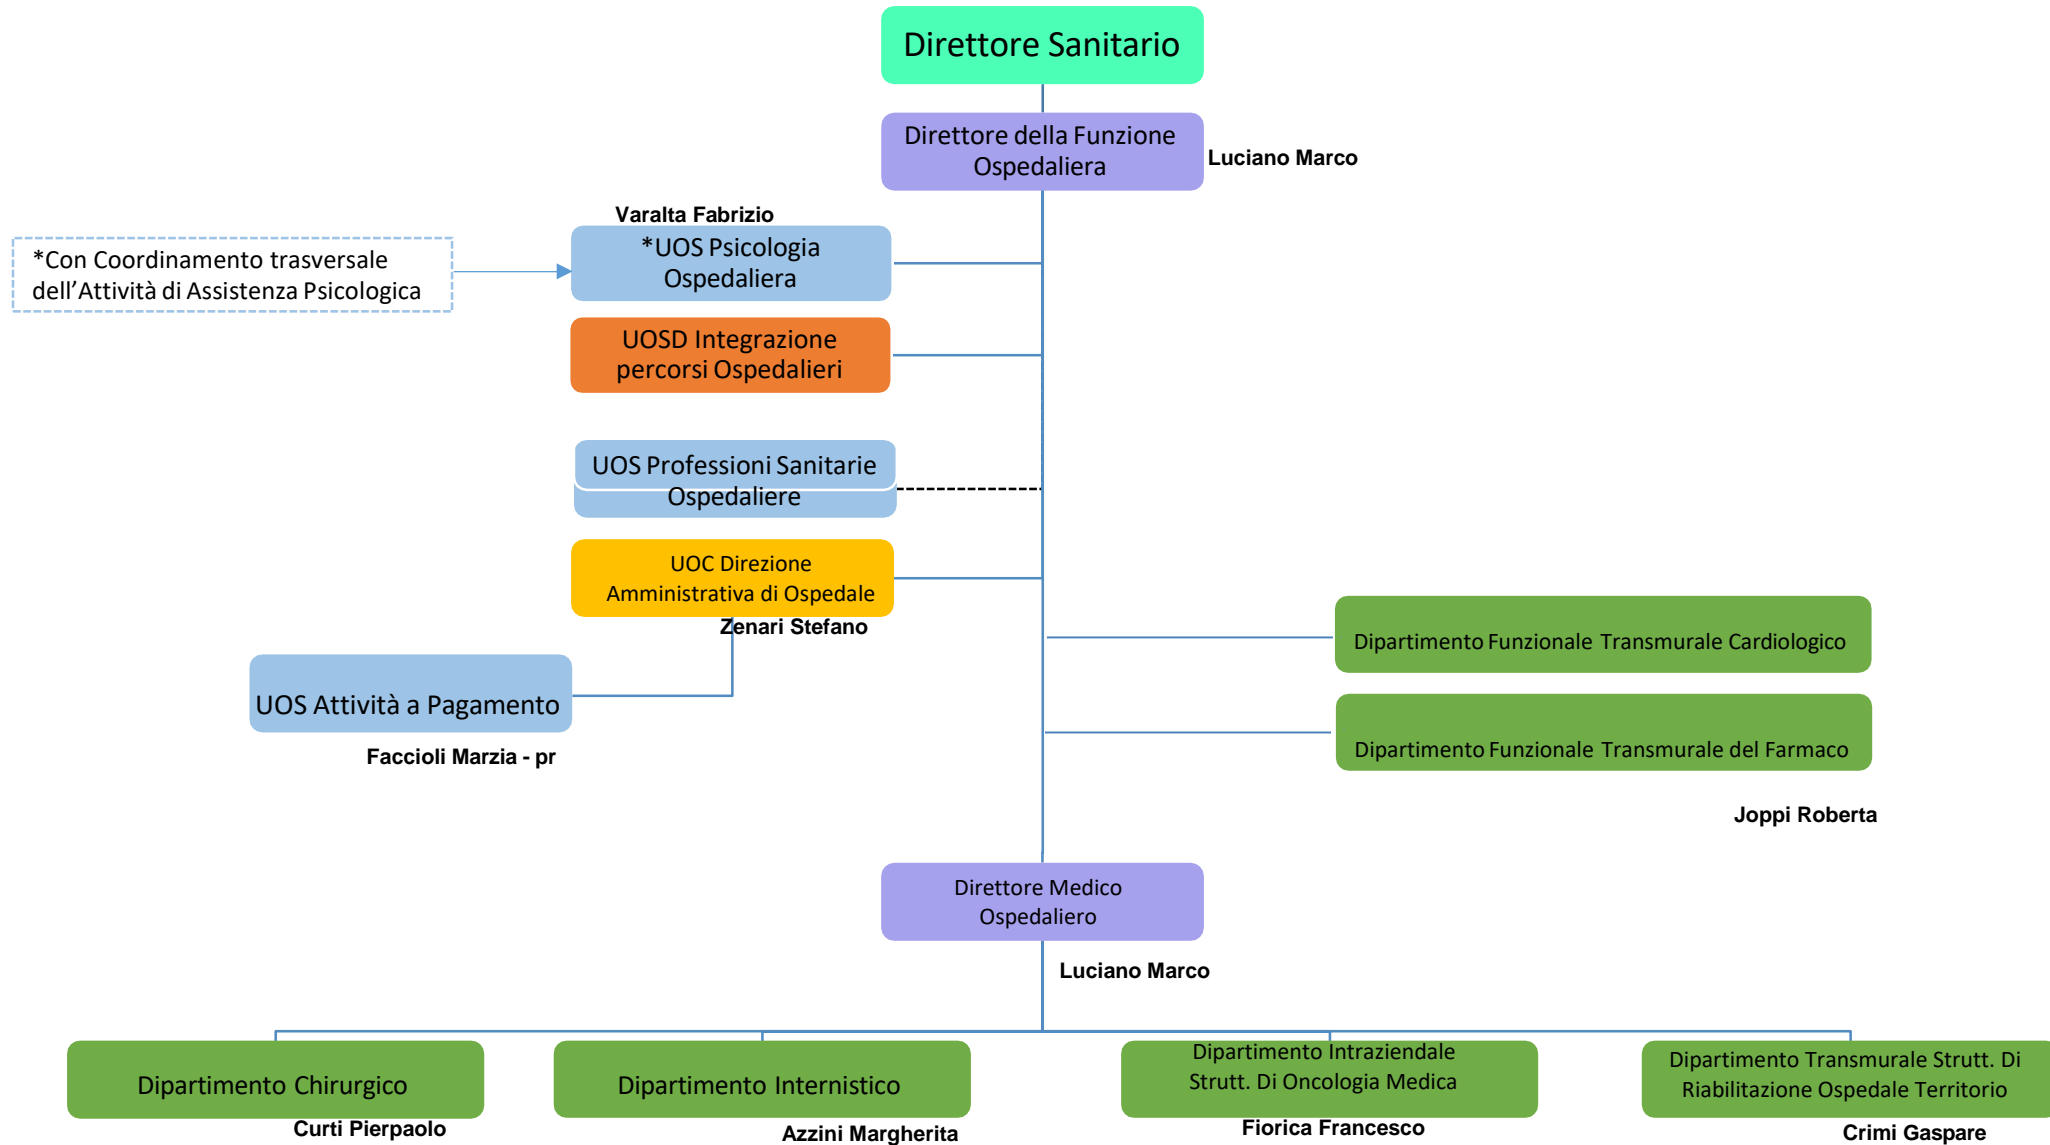 Direttore Sanitario
Direttore della Funzione
Ospedaliera
Luciano Marco
Varalta Fabrizio
*UOS Psicologia
Ospedaliera
*Con Coordinamento trasversale
dell’Attività di Assistenza Psicologica
UOSD Integrazione
percorsi Ospedalieri
UOS Professioni Sanitarie
Ospedaliere
UOC Direzione
Amministrativa di Ospedale
Zenari Stefano
Dipartimento Funzionale Transmurale Cardiologico
UOS Attività a Pagamento
Faccioli Marzia - pr
Dipartimento Funzionale Transmurale del Farmaco
Joppi Roberta
Direttore Medico
Ospedaliero
Luciano Marco
Dipartimento Chirurgico
Curti Pierpaolo
Dipartimento Internistico
Azzini Margherita
Dipartimento Intraziendale
Strutt. Di Oncologia Medica
Fiorica Francesco
Dipartimento Transmurale Strutt. Di
Riabilitazione Ospedale Territorio
Crimi Gaspare